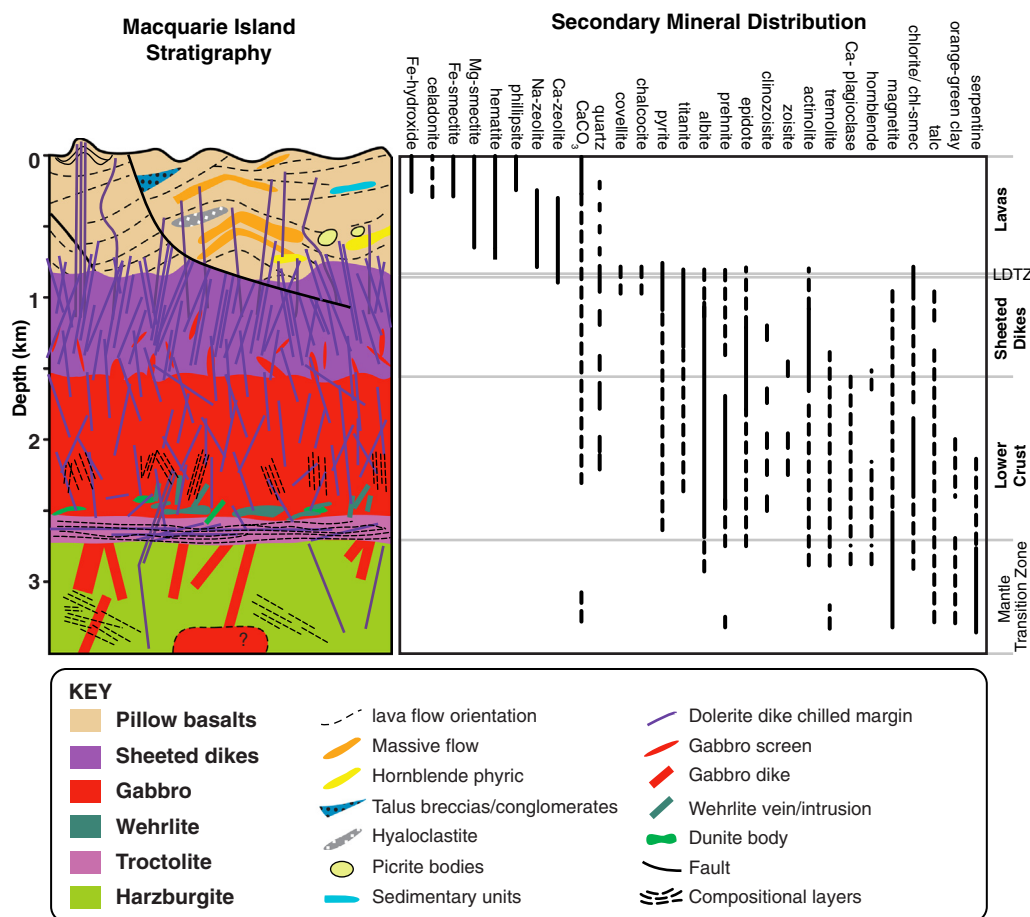 Macquarie Island
Stratigraphy
Secondary Mineral Distribution
Fe-hydroxide
celadonite
Fe-smectite
Mg-smectite
hematite
phillipsite
Na-zeolite
Ca-zeolite
CaCO3
quartz
covellite
chalcocite
pyrite
titanite
albite
prehnite
epidote
clinozoisite
zoisite
actinolite
tremolite
Ca- plagioclase
hornblende
magnetite
chlorite/ chl-smec
talc
orange-green clay
serpentine
Depth (km)
0
1
2
3
?
Lavas
LDTZ
Sheeted
Dikes
Lower
Crust
Mantle
Transition Zone
KEY
Pillow basalts
Sheeted dikes
Gabbro
Wehrlite
Troctolite
Harzburgite
lava flow orientation
Massive flow
Hornblende phyric
Talus breccias/conglomerates
Hyaloclastite
Picrite bodies
Sedimentary units
Dolerite dike chilled margin
Gabbro screen
Gabbro dike
Wehrlite vein/intrusion
Dunite body
Fault
Compositional layers